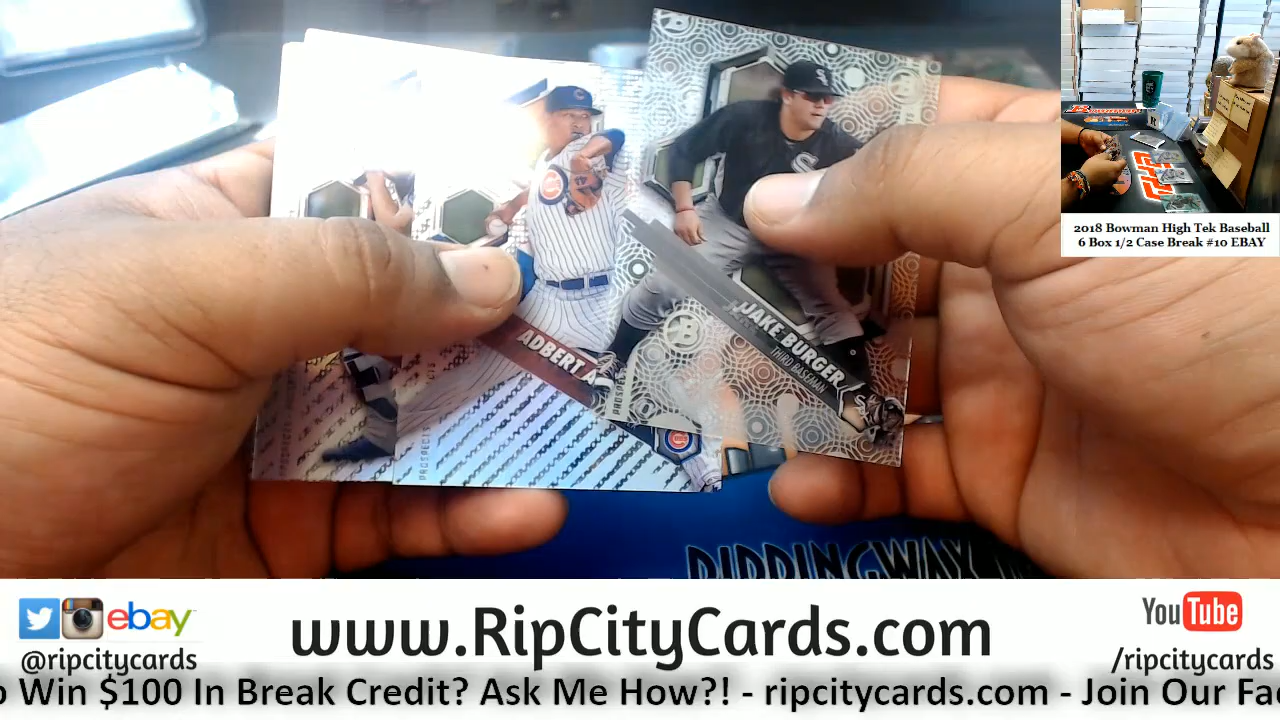 2018 Bowman High Tek Baseball
6 Box 1/2 Case Break #10 EBAY
JAKE BURGER
THIRD BASEMAN
ADBERT A
PROSPECTS
ebay
www.RipCityCards.com
YouTube
@ripcitycards
/ripcitycards
Win $100 In Break Credit? Ask Me How?! - ripcitycards.com - Join Our Fa